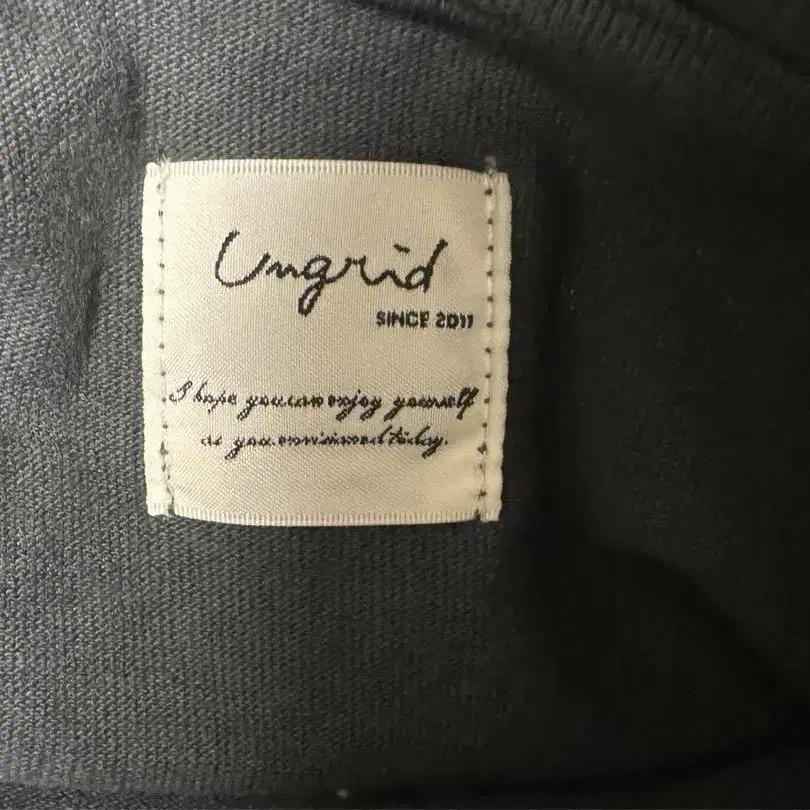 Ungrid
SINCE 2011
I hope you can enjoy yourself
as you envisioned today.